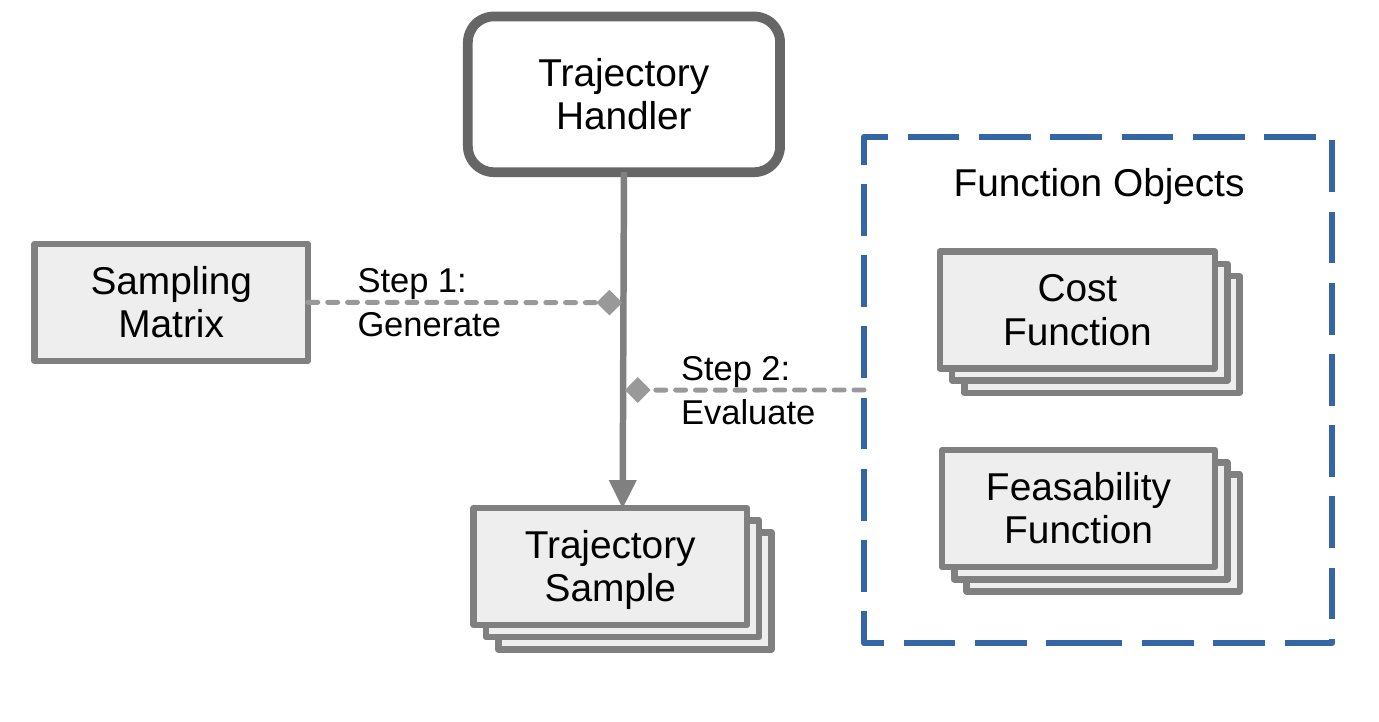 Trajectory
Handler
Function Objects
Sampling
Matrix
Step 1:
Generate
Cost
Function
Step 2:
Evaluate
Feasability
Function
Trajectory
Sample